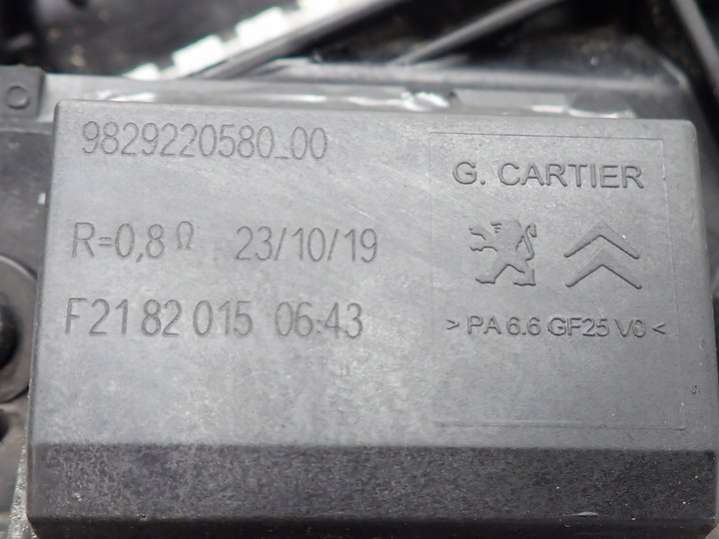 9829220580_00
G. CARTIER
R=0,8 Ω 23/10/19
F21 82 015 06:43
> PA 6.6 GF25 V0 <